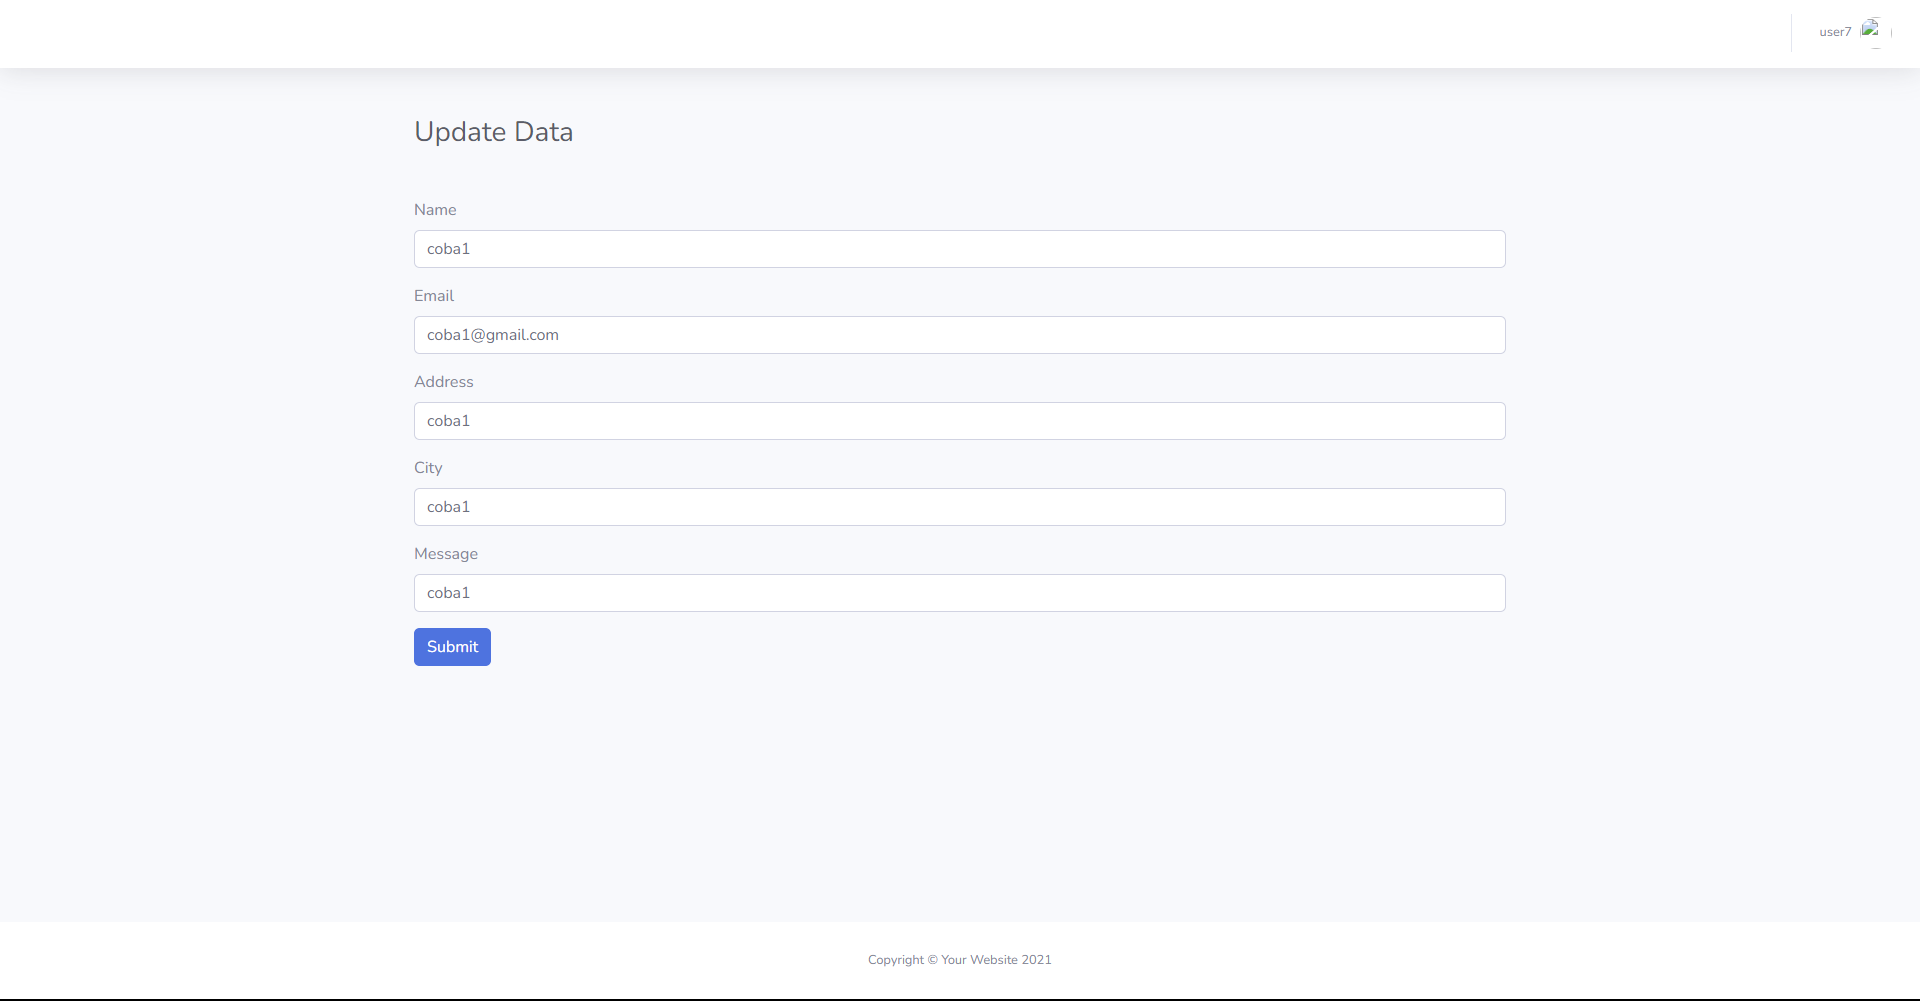 user7
Update Data
Name
coba1
Email
coba1@gmail.com
Address
coba1
City
coba1
Message
coba1
Submit
Copyright © Your Website 2021